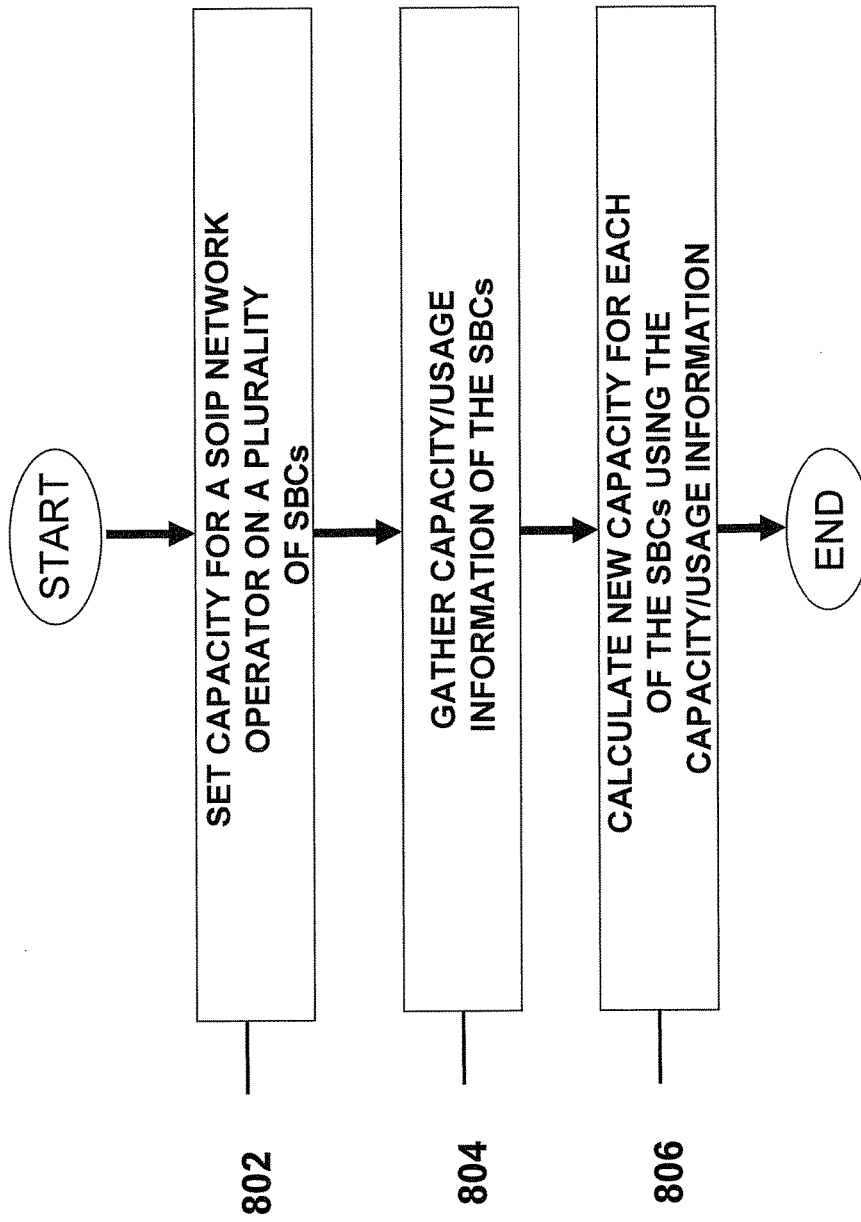 START
802
SET CAPACITY FOR A SOIP NETWORK
OPERATOR ON A PLURALITY
OF SBCs
804
GATHER CAPACITY/USAGE
INFORMATION OF THE SBCs
806
CALCULATE NEW CAPACITY FOR EACH
OF THE SBCs USING THE
CAPACITY/USAGE INFORMATION
END